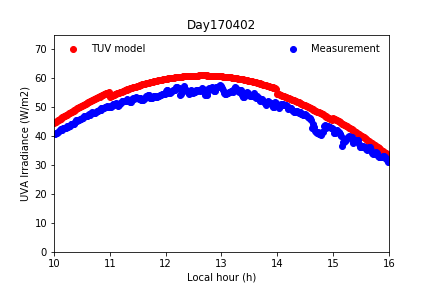 Day170402
TUV model
Measurement
UVA Irradiance (W/m2)
70
60
50
40
30
20
10
0
10 11 12 13 14 15 16
Local hour (h)